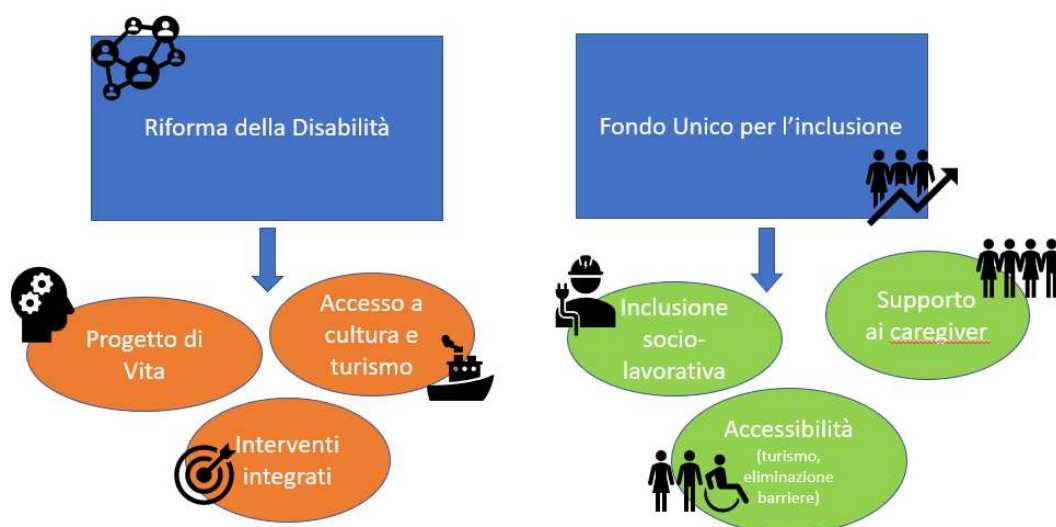 Riforma della Disabilità
Fondo Unico per l’inclusione
Progetto di
Vita
Accesso a
cultura e
turismo
Interventi
integrati
Inclusione
socio-
lavorativa
Supporto
ai caregiver
Accessibilità
(turismo,
eliminazione
barriere)